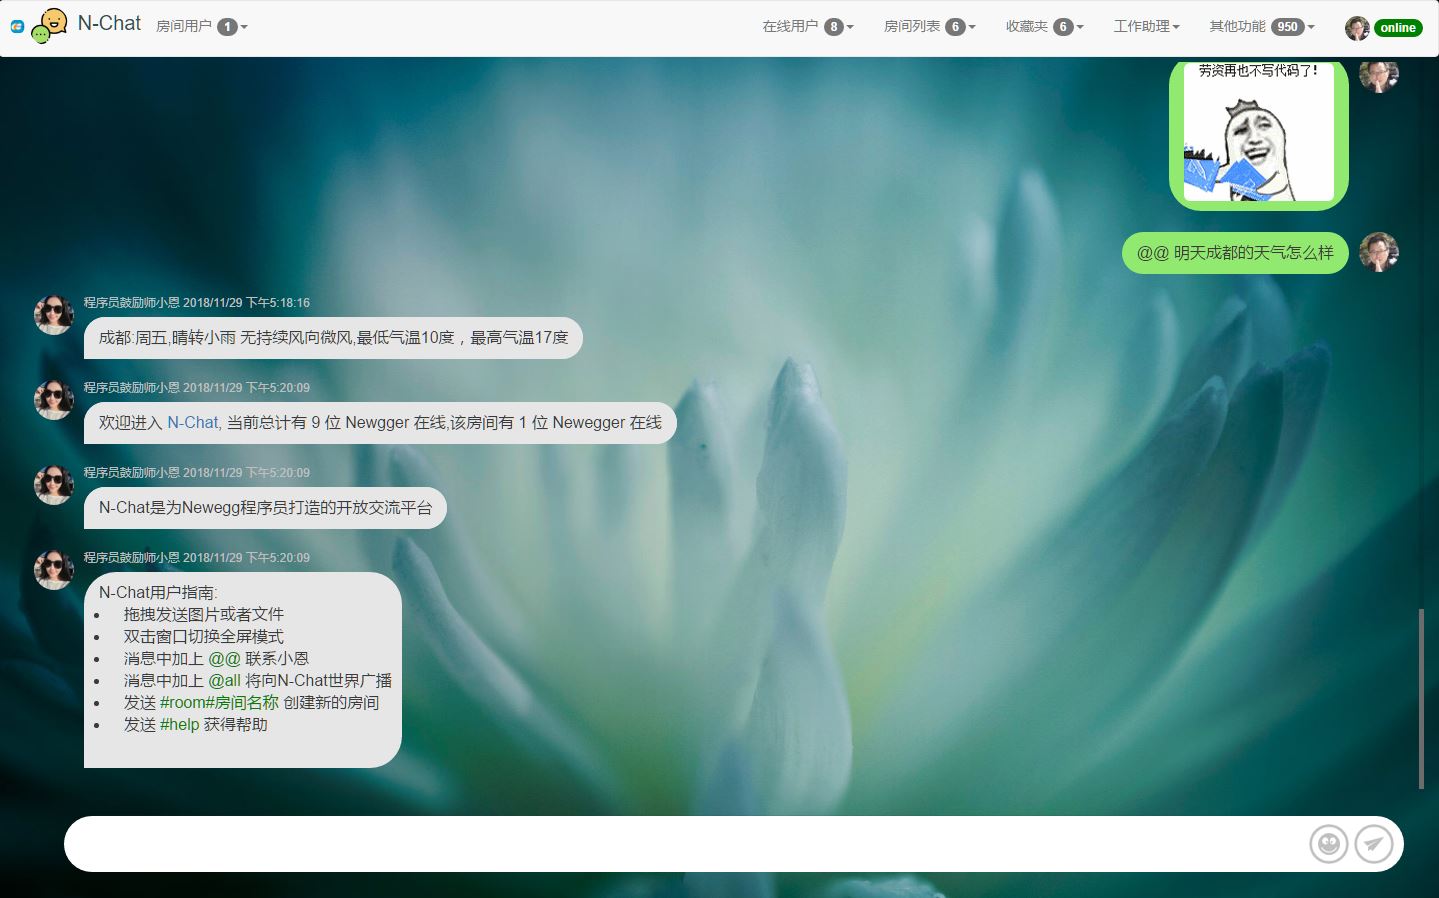 N-Chat 房间用户 1 在线用户 8 房间列表 6 收藏夹 6 工作助理 其他功能 950 online
劳资再也不写代码了!
@@ 明天成都的天气怎么样
程序员鼓励师小恩 2018/11/29 下午5:18:16
成都:周五,晴转小雨 无持续风向微风,最低气温10度，最高气温17度
程序员鼓励师小恩 2018/11/29 下午5:20:09
欢迎进入 N-Chat, 当前总计有 9 位 Newgger 在线,该房间有 1 位 Newegger 在线
程序员鼓励师小恩 2018/11/29 下午5:20:09
N-Chat是为Newegg程序员打造的开放交流平台
程序员鼓励师小恩 2018/11/29 下午5:20:09
N-Chat用户指南:
• 拖拽发送图片或者文件
• 双击窗口切换全屏模式
• 消息中加上 @@ 联系小恩
• 消息中加上 @all 将向N-Chat世界广播
• 发送 #room#房间名称 创建新的房间
• 发送 #help 获得帮助